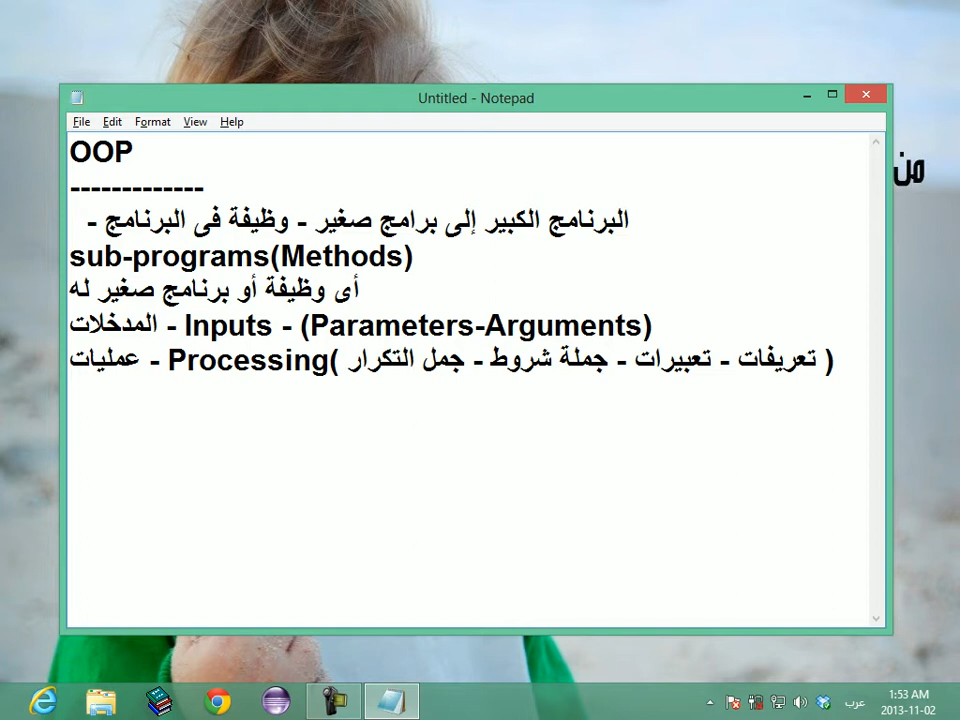 Untitled - Notepad
File Edit Format View Help
OOP
-------------
البرنامج الكبير إلى برامج صغير - وظيفة فى البرنامج -
sub-programs(Methods)
أى وظيفة أو برنامج صغير له
المدخلات - Inputs - (Parameters-Arguments)
عمليات - Processing( تعريفات - تعبيرات - جملة شروط - جمل التكرار )
من
عرب
1:53 AM
2013-11-02